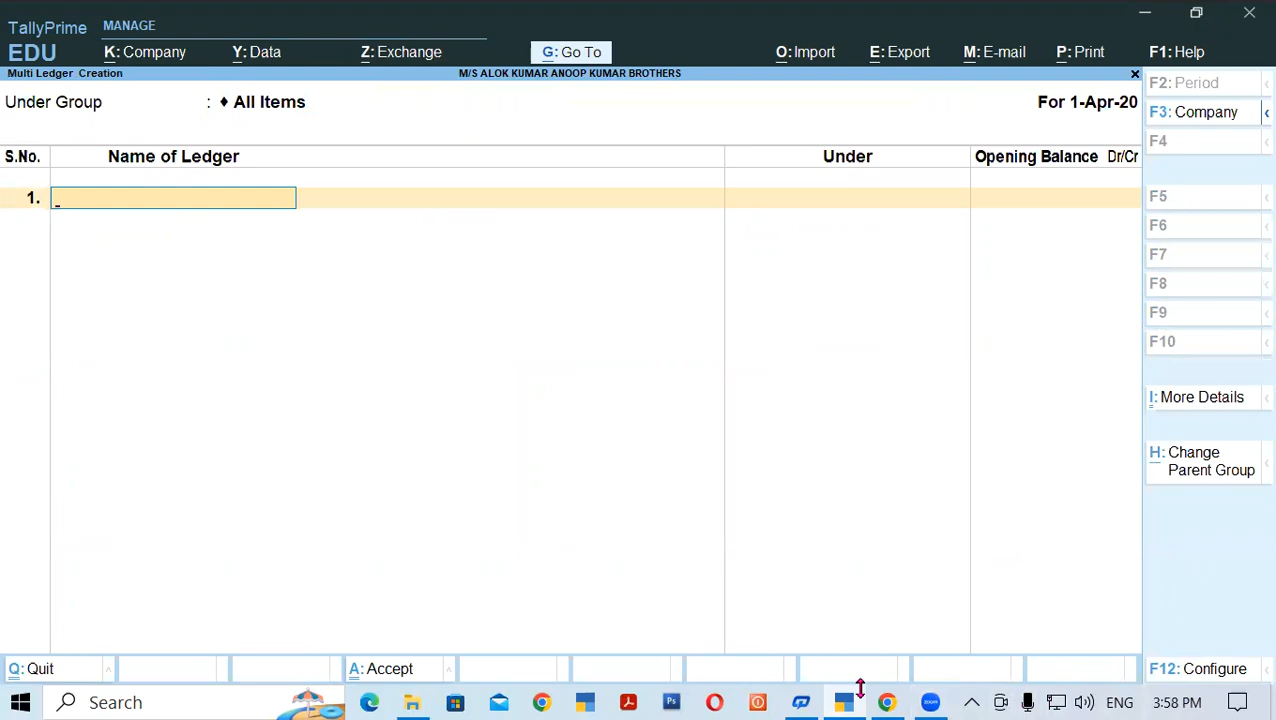 TallyPrime MANAGE
EDU K: Company Y: Data Z: Exchange G: Go To O: Import E: Export M: E-mail P: Print F1: Help
Multi Ledger Creation M/S ALOK KUMAR ANOOP KUMAR BROTHERS × F2: Period
Under Group : ♦ All Items For 1-Apr-20 F3: Company
F4
S.No. Name of Ledger Under Opening Balance Dr/Cr
1. F5
F6
F7
F8
F9
F10
I: More Details
H: Change
Parent Group
Q: Quit A: Accept F12: Configure
Search ENG 3:58 PM